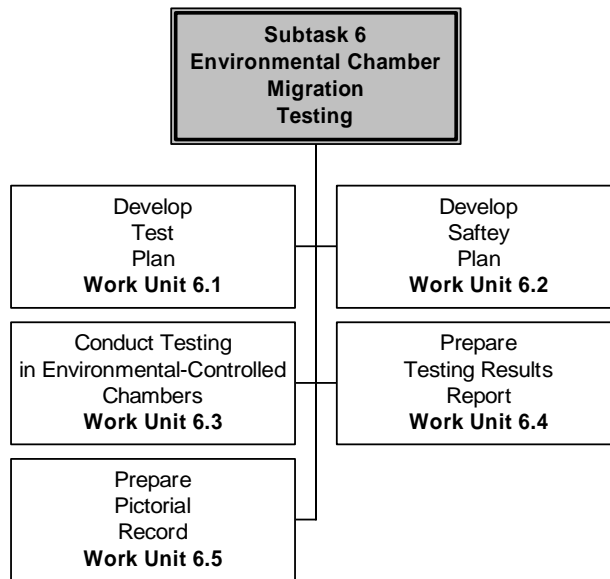 Subtask 6
Environmental Chamber
Migration
Testing
Develop
Test
Plan
Work Unit 6.1
Develop
Saftey
Plan
Work Unit 6.2
Conduct Testing
in Environmental-Controlled
Chambers
Work Unit 6.3
Prepare
Testing Results
Report
Work Unit 6.4
Prepare
Pictorial
Record
Work Unit 6.5